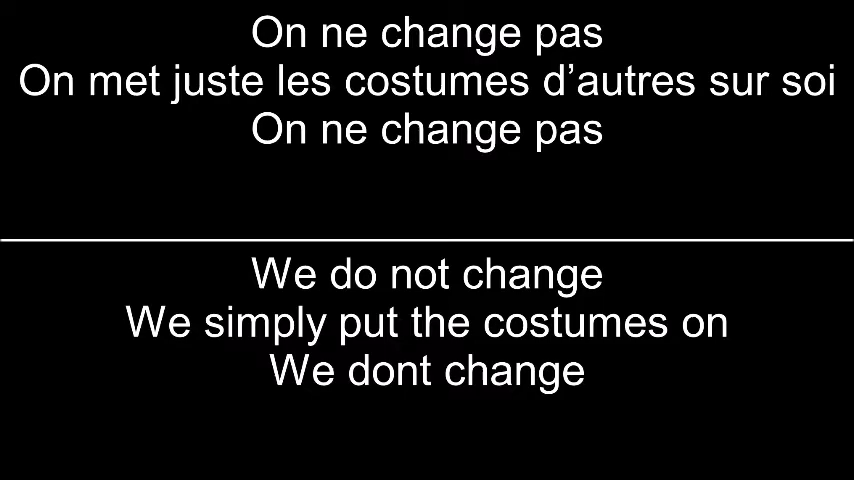 On ne change pas
On met juste les costumes d’autres sur soi
On ne change pas
We do not change
We simply put the costumes on
We dont change